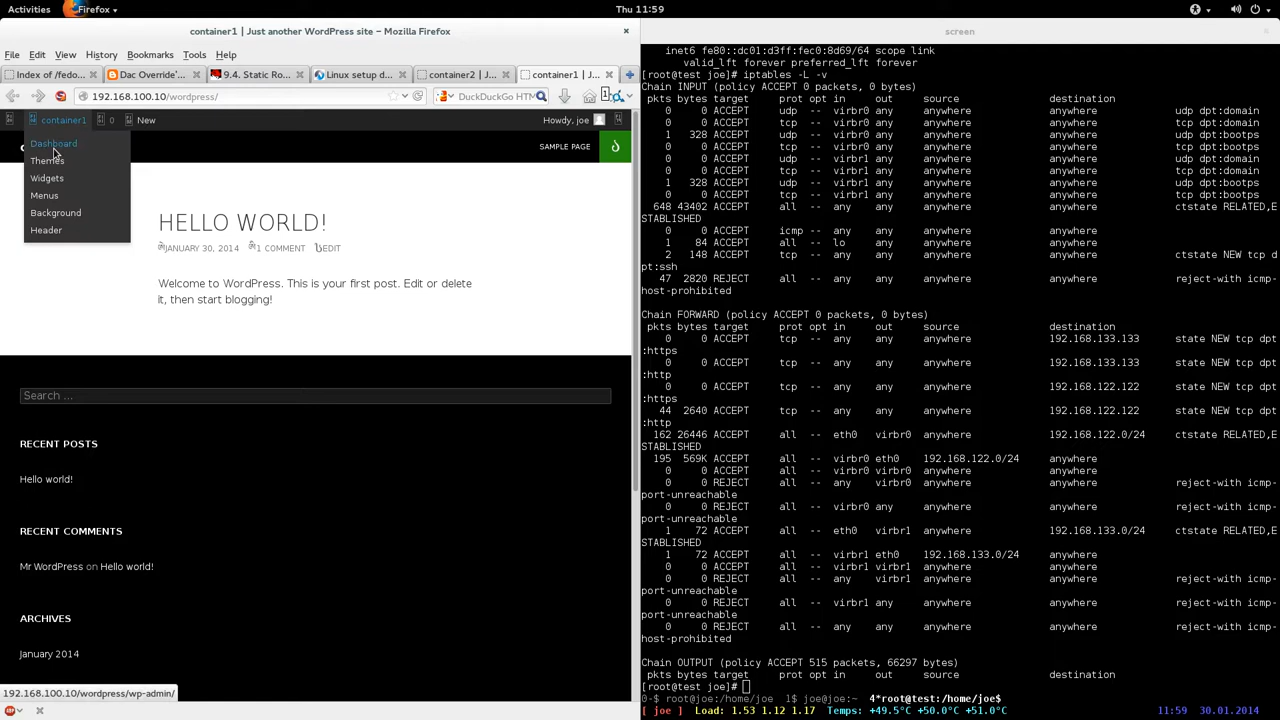 Activities Firefox Thu 11:59
container1 | Just another WordPress site – Mozilla Firefox
File Edit View History Bookmarks Tools Help
Index of /fedo... Dac Override'... 9.4. Static Ro... Linux setup d... container2 | J... container1 | J...
192.168.100.10/wordpress/ DuckDuckGo HTM
container1 0 New Howdy, joe
Dashboard
Themes
Widgets
Menus
Background
Header
SAMPLE PAGE
HELLO WORLD!
JANUARY 30, 2014 1 COMMENT EDIT
Welcome to WordPress. This is your first post. Edit or delete
it, then start blogging!
Search ...
RECENT POSTS
Hello world!
RECENT COMMENTS
Mr WordPress on Hello world!
ARCHIVES
January 2014
192.168.100.10/wordpress/wp-admin/
screen
inet6 fe80::dc01:d3ff:fec0:8d69/64 scope link
valid_lft forever preferred_lft forever
[root@test joe]# iptables -L -v
Chain INPUT (policy ACCEPT 0 packets, 0 bytes)
pkts bytes target prot opt in out source destination
0 0 ACCEPT udp -- virbr0 any anywhere anywhere udp dpt:domain
0 0 ACCEPT tcp -- virbr0 any anywhere anywhere tcp dpt:domain
1 328 ACCEPT udp -- virbr0 any anywhere anywhere udp dpt:bootps
0 0 ACCEPT tcp -- virbr0 any anywhere anywhere tcp dpt:bootps
0 0 ACCEPT udp -- virbr1 any anywhere anywhere udp dpt:domain
0 0 ACCEPT tcp -- virbr1 any anywhere anywhere tcp dpt:domain
1 328 ACCEPT udp -- virbr1 any anywhere anywhere udp dpt:bootps
0 0 ACCEPT tcp -- virbr1 any anywhere anywhere tcp dpt:bootps
648 43402 ACCEPT all -- any any anywhere anywhere ctstate RELATED,E
STABLISHED
0 0 ACCEPT icmp -- any any anywhere anywhere
1 84 ACCEPT all -- lo any anywhere anywhere
2 148 ACCEPT tcp -- any any anywhere anywhere ctstate NEW tcp d
pt:ssh
47 2820 REJECT all -- any any anywhere anywhere reject-with icmp-
host-prohibited
Chain FORWARD (policy ACCEPT 0 packets, 0 bytes)
pkts bytes target prot opt in out source destination
0 0 ACCEPT tcp -- any any anywhere 192.168.133.133 state NEW tcp dpt
:https
0 0 ACCEPT tcp -- any any anywhere 192.168.133.133 state NEW tcp dpt
:http
0 0 ACCEPT tcp -- any any anywhere 192.168.122.122 state NEW tcp dpt
:https
44 2640 ACCEPT tcp -- any any anywhere 192.168.122.122 state NEW tcp dpt
:http
162 26446 ACCEPT all -- eth0 virbr0 anywhere 192.168.122.0/24 ctstate RELATED,E
STABLISHED
195 569K ACCEPT all -- virbr0 eth0 192.168.122.0/24 anywhere
0 0 ACCEPT all -- virbr0 virbr0 anywhere anywhere
0 0 REJECT all -- any virbr0 anywhere anywhere reject-with icmp-
port-unreachable
0 0 REJECT all -- virbr0 any anywhere anywhere reject-with icmp-
port-unreachable
1 72 ACCEPT all -- eth0 virbr1 anywhere 192.168.133.0/24 ctstate RELATED,E
STABLISHED
1 72 ACCEPT all -- virbr1 eth0 192.168.133.0/24 anywhere
0 0 ACCEPT all -- virbr1 virbr1 anywhere anywhere
0 0 REJECT all -- any virbr1 anywhere anywhere reject-with icmp-
port-unreachable
0 0 REJECT all -- virbr1 any anywhere anywhere reject-with icmp-
port-unreachable
0 0 REJECT all -- any any anywhere anywhere reject-with icmp-
host-prohibited
Chain OUTPUT (policy ACCEPT 515 packets, 66297 bytes)
pkts bytes target prot opt in out source destination
[root@test joe]#
0-$ root@joe:/home/joe 1$ joe@joe:~ 4*root@test:/home/joe$
[ joe ] Load: 1.53 1.12 1.17 Temps: +49.5°C +50.0°C +51.0°C 11:59 30.01.2014